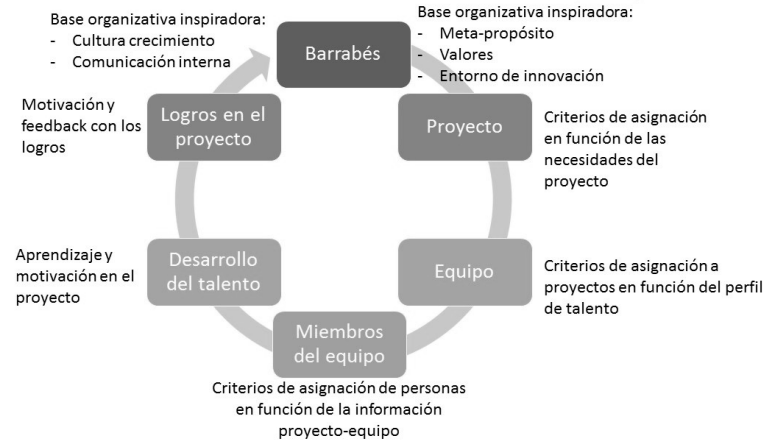 Base organizativa inspiradora:
- Cultura crecimiento
- Comunicación interna
Barrabés
Base organizativa inspiradora:
- Meta-propósito
- Valores
- Entorno de innovación
Motivación y
feedback con los
logros
Logros en el
proyecto
Proyecto
Criterios de asignación
en función de las
necesidades del
proyecto
Aprendizaje y
motivación en el
proyecto
Desarrollo
del talento
Equipo
Criterios de asignación a
proyectos en función del perfil
de talento
Miembros
del equipo
Criterios de asignación de personas
en función de la información
proyecto-equipo